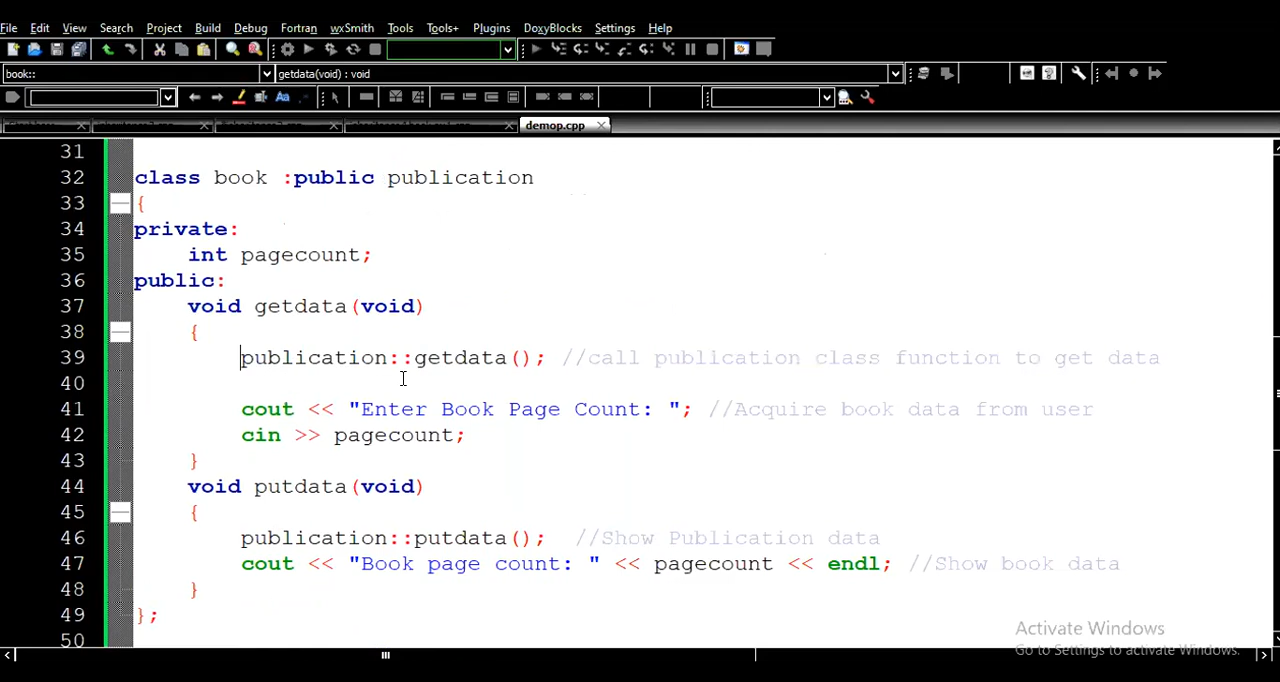 File Edit View Search Project Build Debug Fortran wxSmith Tools Tools+ Plugins DoxyBlocks Settings Help
book:: getdata(void) : void
demop.cpp
31
32 class book :public publication
33 {
34 private:
35 int pagecount;
36 public:
37 void getdata(void)
38 {
39 publication::getdata(); //call publication class function to get data
40
41 cout << "Enter Book Page Count: "; //Acquire book data from user
42 cin >> pagecount;
43 }
44 void putdata(void)
45 {
46 publication::putdata(); //Show Publication data
47 cout << "Book page count: " << pagecount << endl; //Show book data
48 }
49 };
50
Activate Windows
Go to Settings to activate Windows.